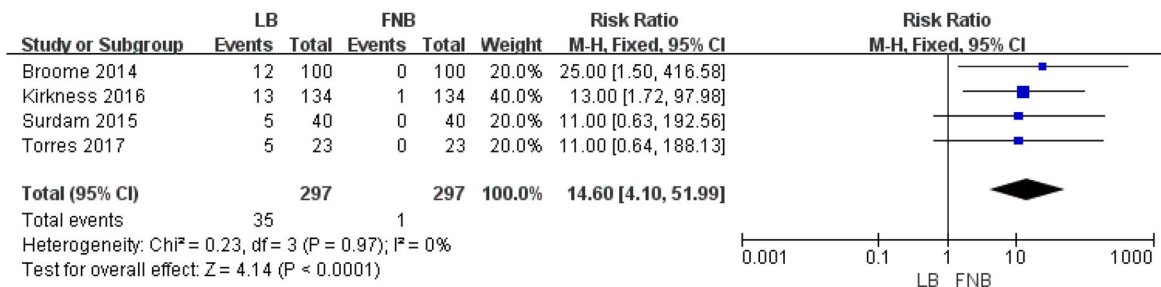 LB FNB Risk Ratio Risk Ratio
Study or Subgroup Events Total Events Total Weight M-H, Fixed, 95% CI M-H, Fixed, 95% CI
Broome 2014 12 100 0 100 20.0% 25.00 [1.50, 416.58]
Kirkness 2016 13 134 1 134 40.0% 13.00 [1.72, 97.98]
Surdam 2015 5 40 0 40 20.0% 11.00 [0.63, 192.56]
Torres 2017 5 23 0 23 20.0% 11.00 [0.64, 188.13]
Total (95% CI) 297 297 100.0% 14.60 [4.10, 51.99]
Total events 35 1
Heterogeneity: Chi² = 0.23, df = 3 (P = 0.97); I² = 0%
Test for overall effect: Z = 4.14 (P < 0.0001)
0.001 0.1 1 10 1000
LB FNB